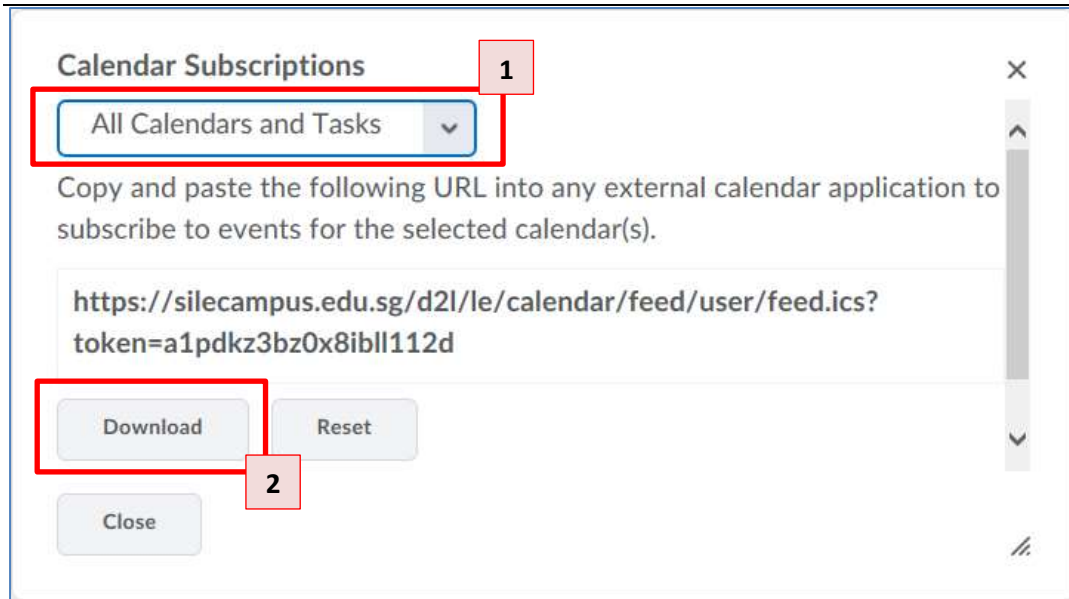 Calendar Subscriptions
1
All Calendars and Tasks
Copy and paste the following URL into any external calendar application to
subscribe to events for the selected calendar(s).
https://silecampus.edu.sg/d2l/le/calendar/feed/user/feed.ics?
token=a1pdkz3bz0x8ibll112d
Download
Reset
2
Close